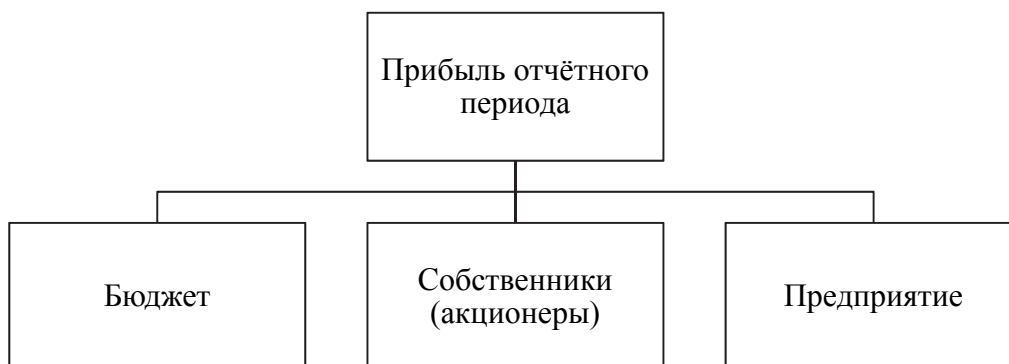 Прибыль отчётного
периода
Бюджет
Собственники
(акционеры)
Предприятие